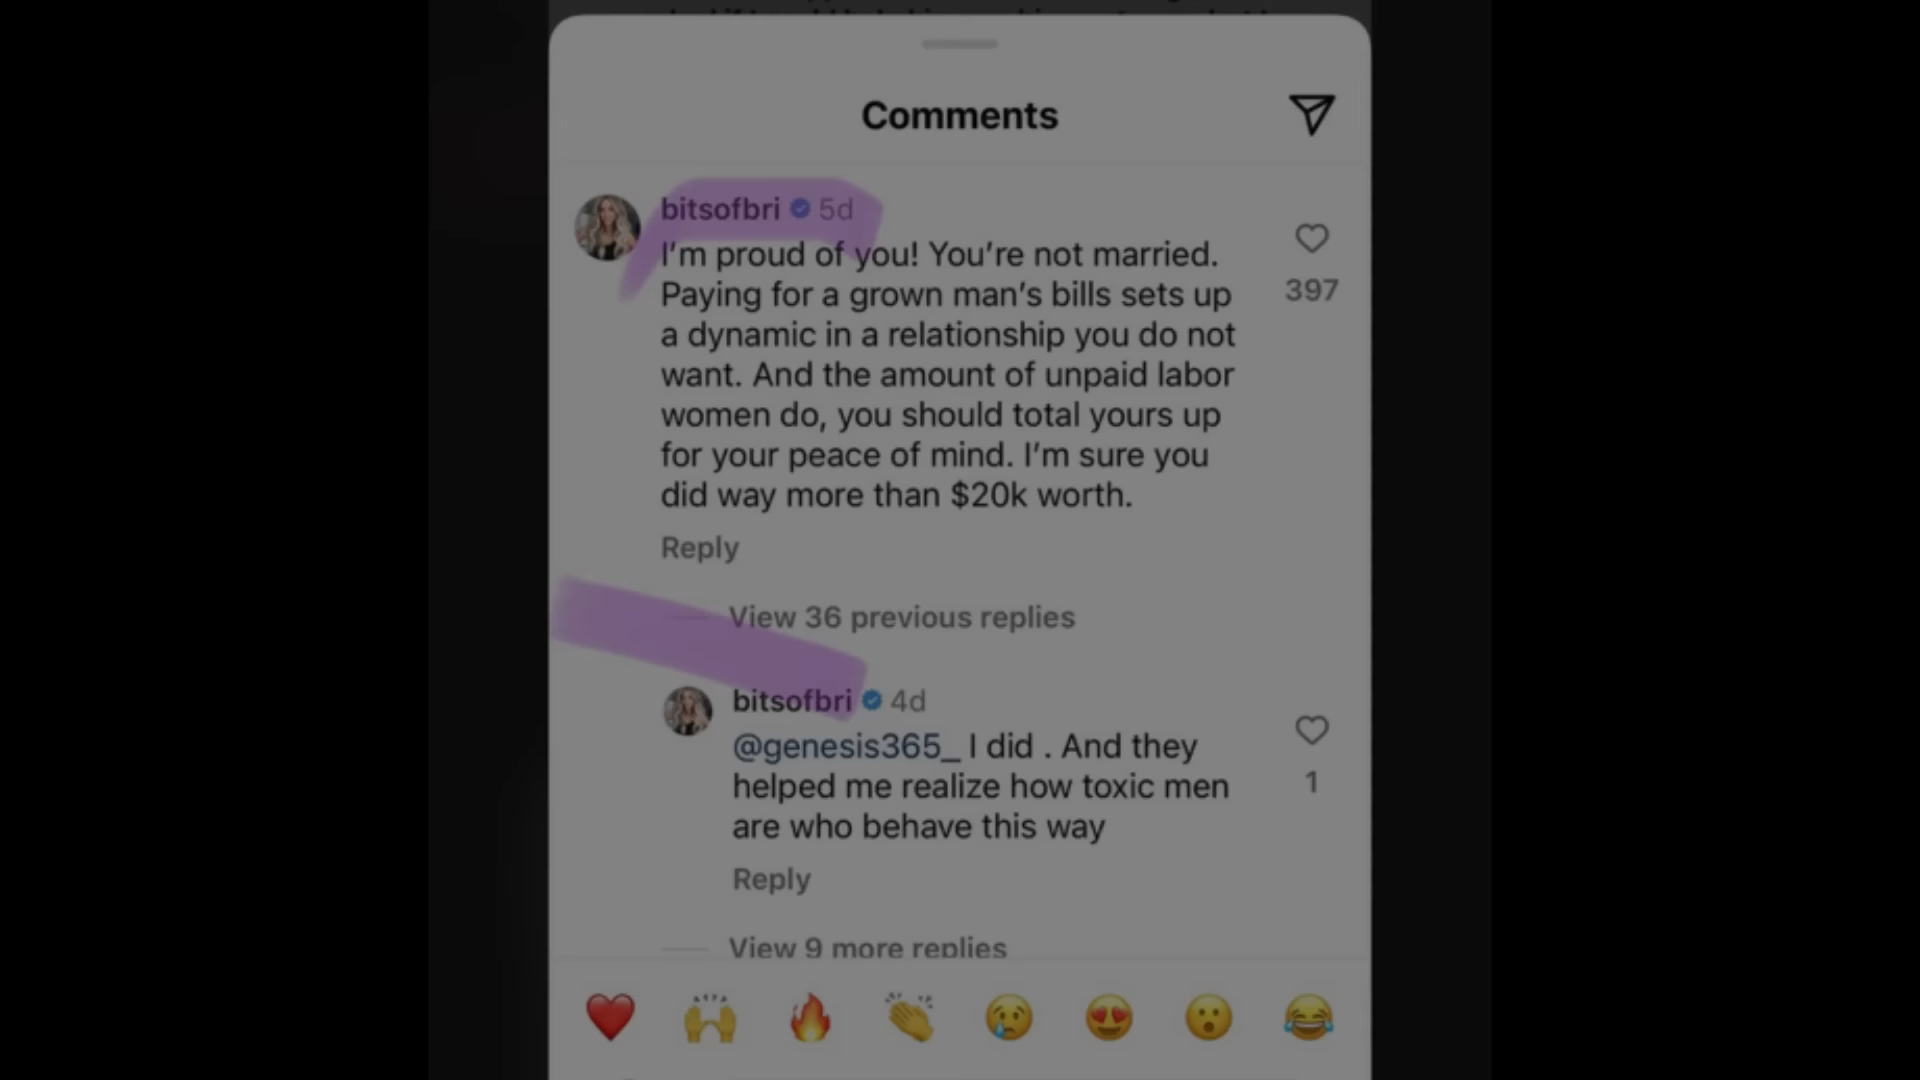 Comments
bitsofbri 5d
I'm proud of you! You're not married.
Paying for a grown man's bills sets up
a dynamic in a relationship you do not
want. And the amount of unpaid labor
women do, you should total yours up
for your peace of mind. I'm sure you
did way more than $20k worth.
397
Reply
View 36 previous replies
bitsofbri 4d
@genesis365_ I did . And they
helped me realize how toxic men
are who behave this way
1
Reply
View 9 more replies